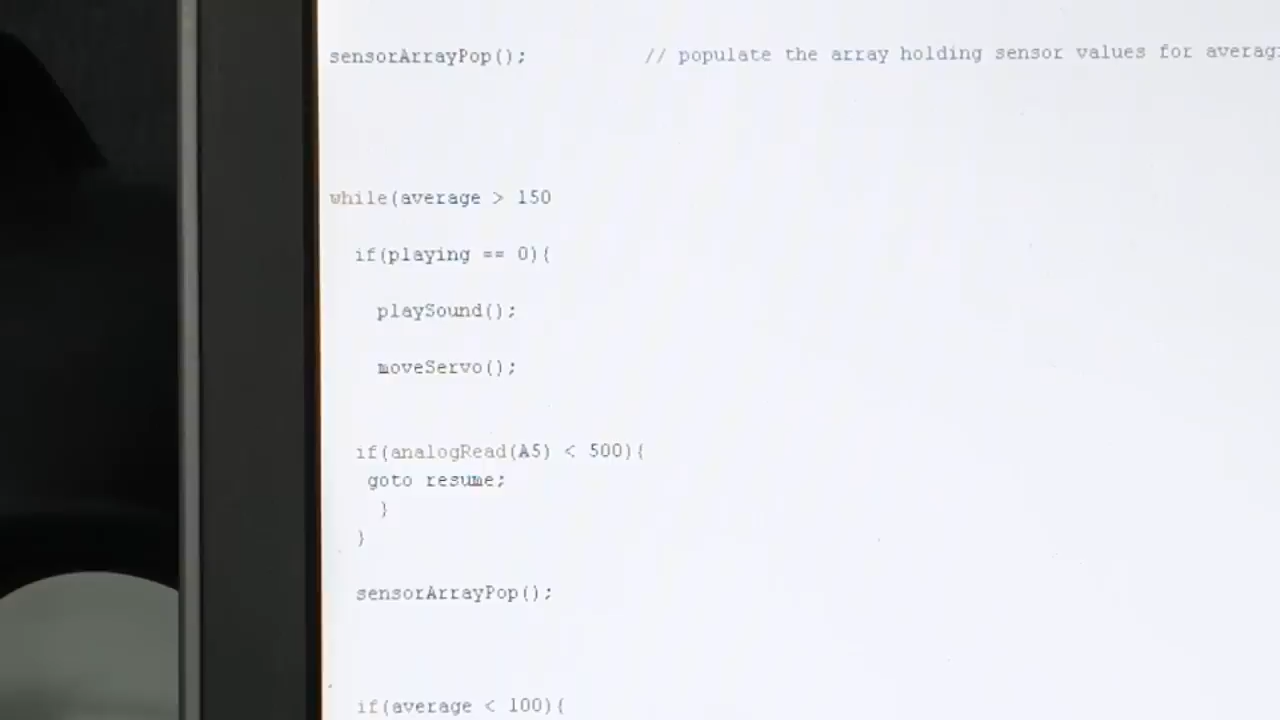 sensorArrayPop(); // populate the array holding sensor values for averag
while(average > 150
if(playing == 0){
playSound();
moveServo();
if(analogRead(A5) < 500){
goto resume;
}
}
sensorArrayPop();
if(average < 100){